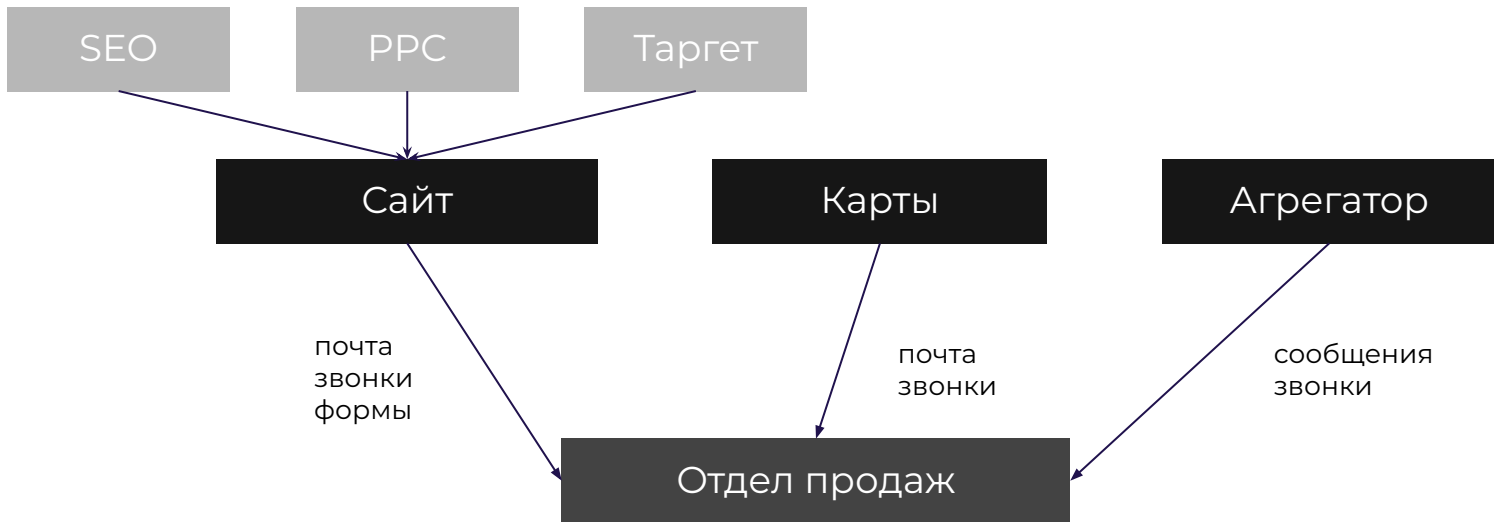 SEO
PPC
Таргет
Сайт
Карты
Агрегатор
почта
звонки
формы
почта
звонки
сообщения
звонки
Отдел продаж